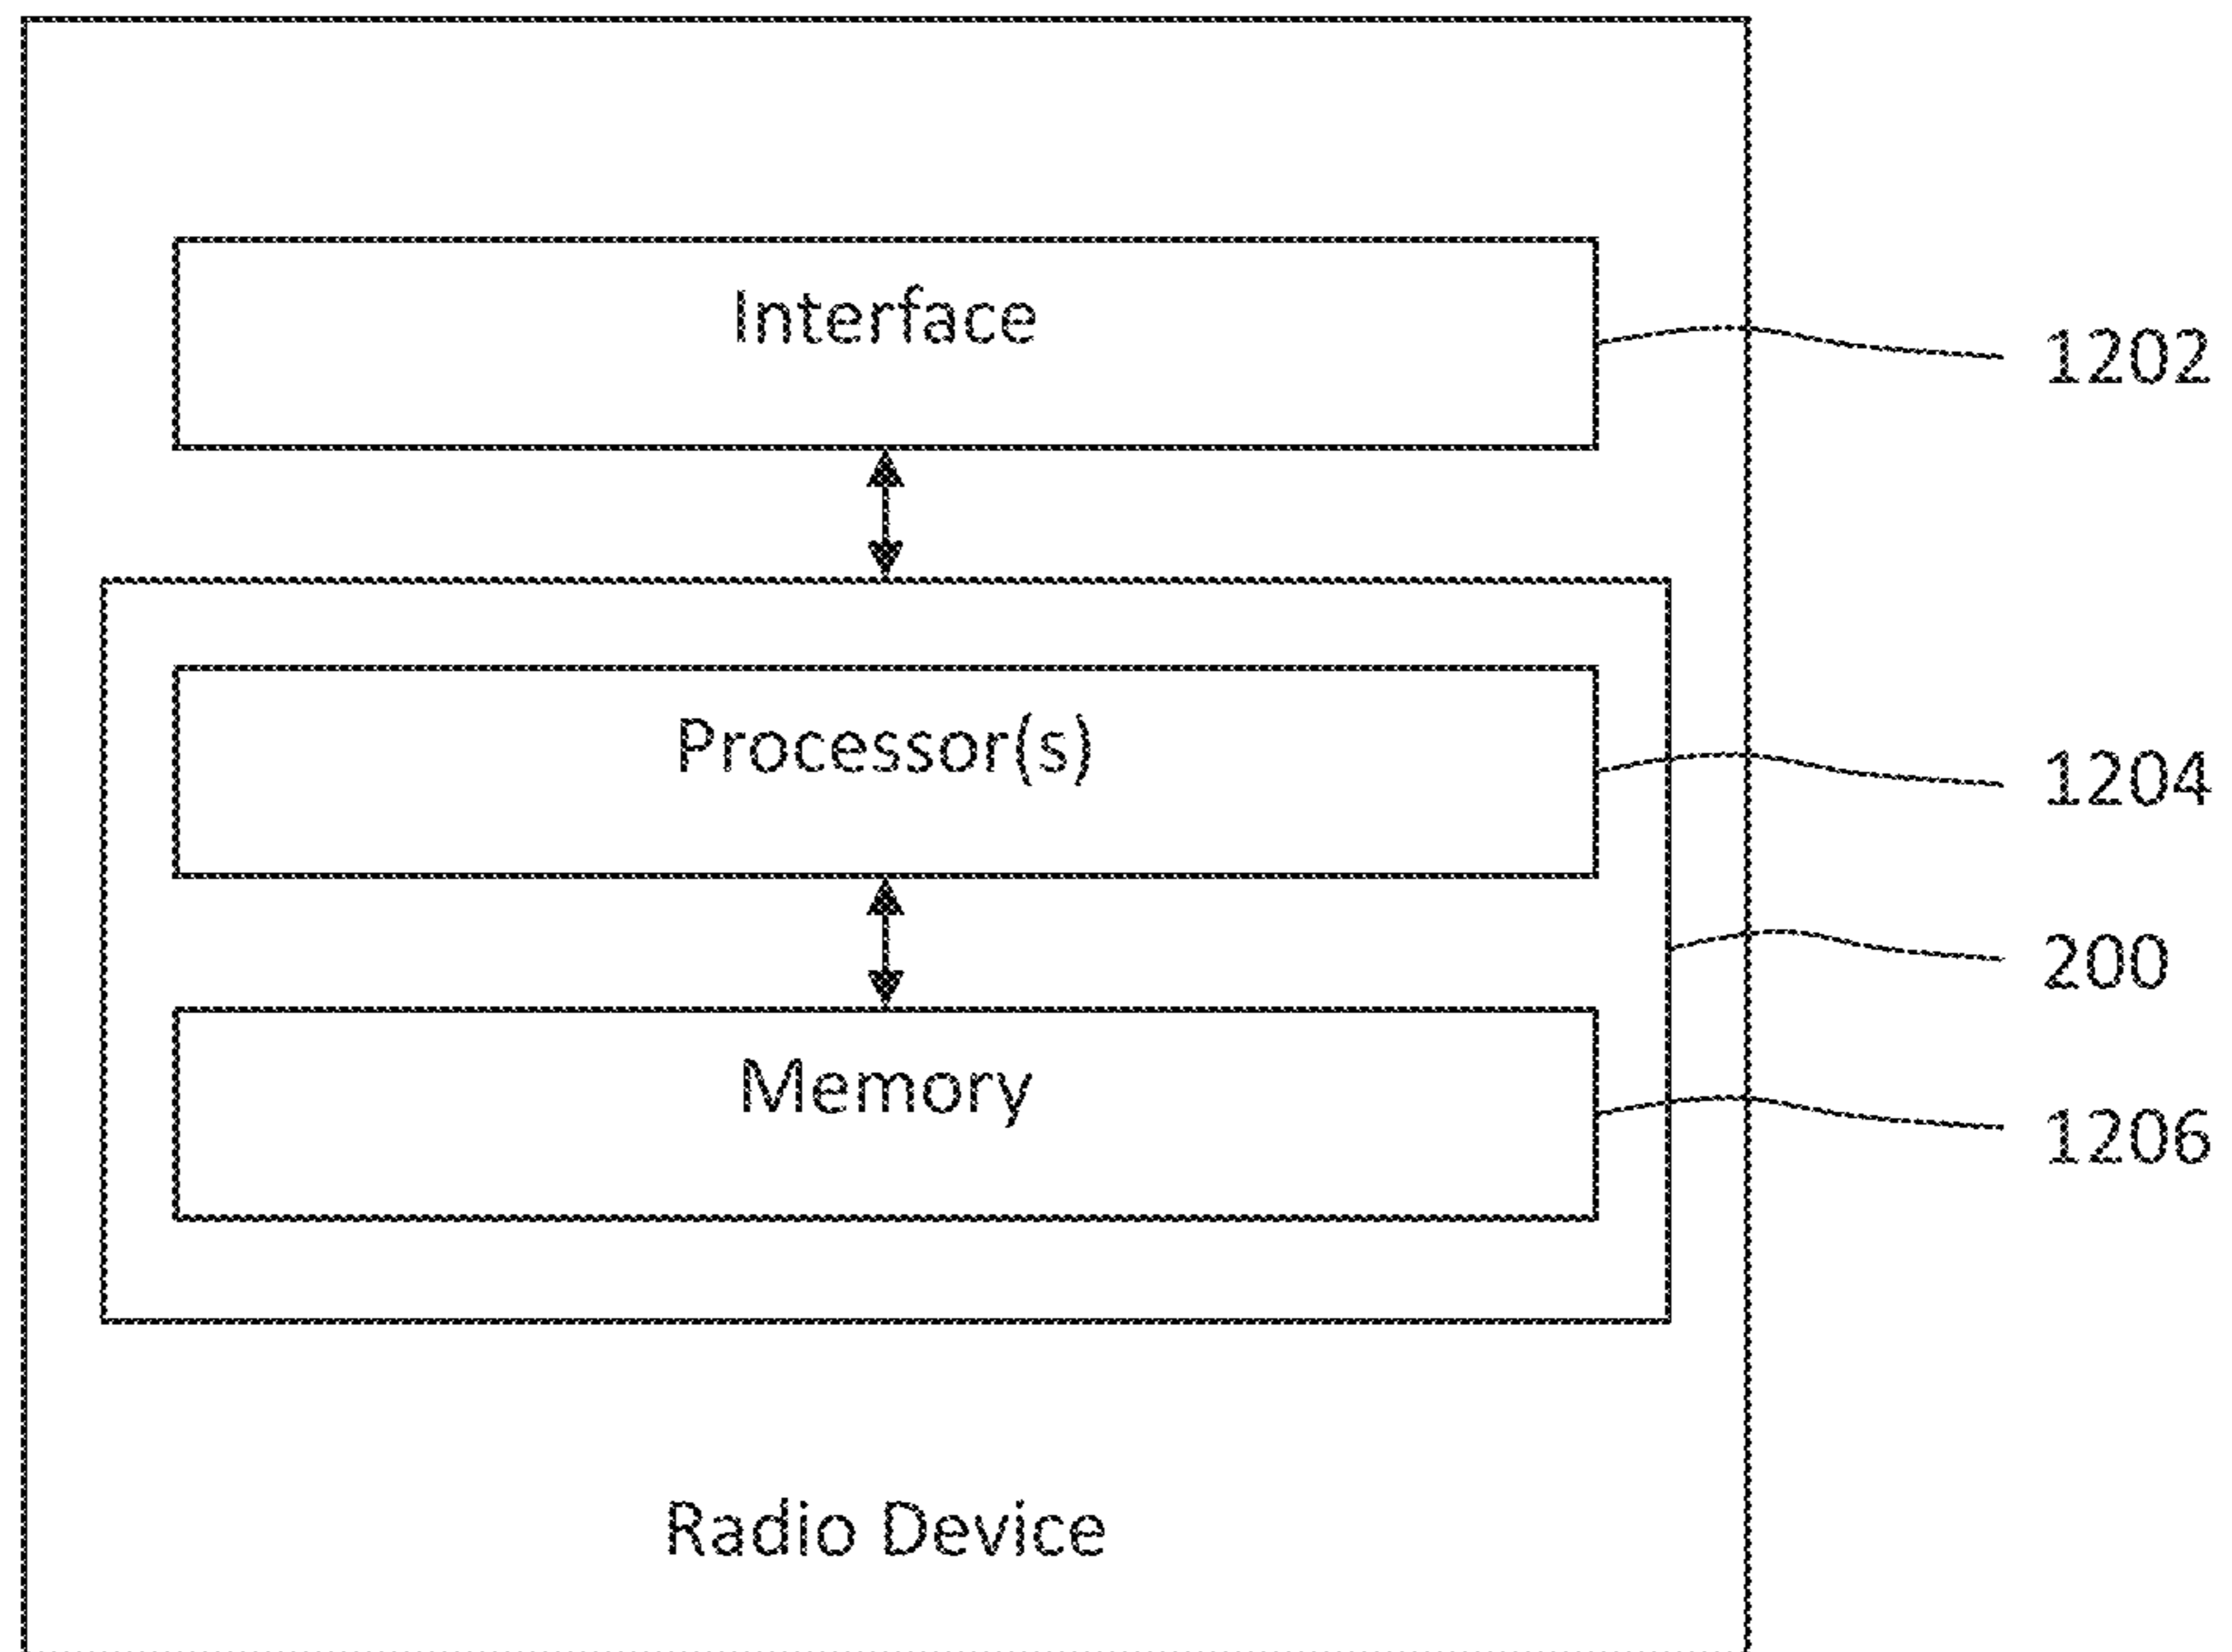 Interface
1202
Processor(s)
1204
200
Memory
1206
Radio Device